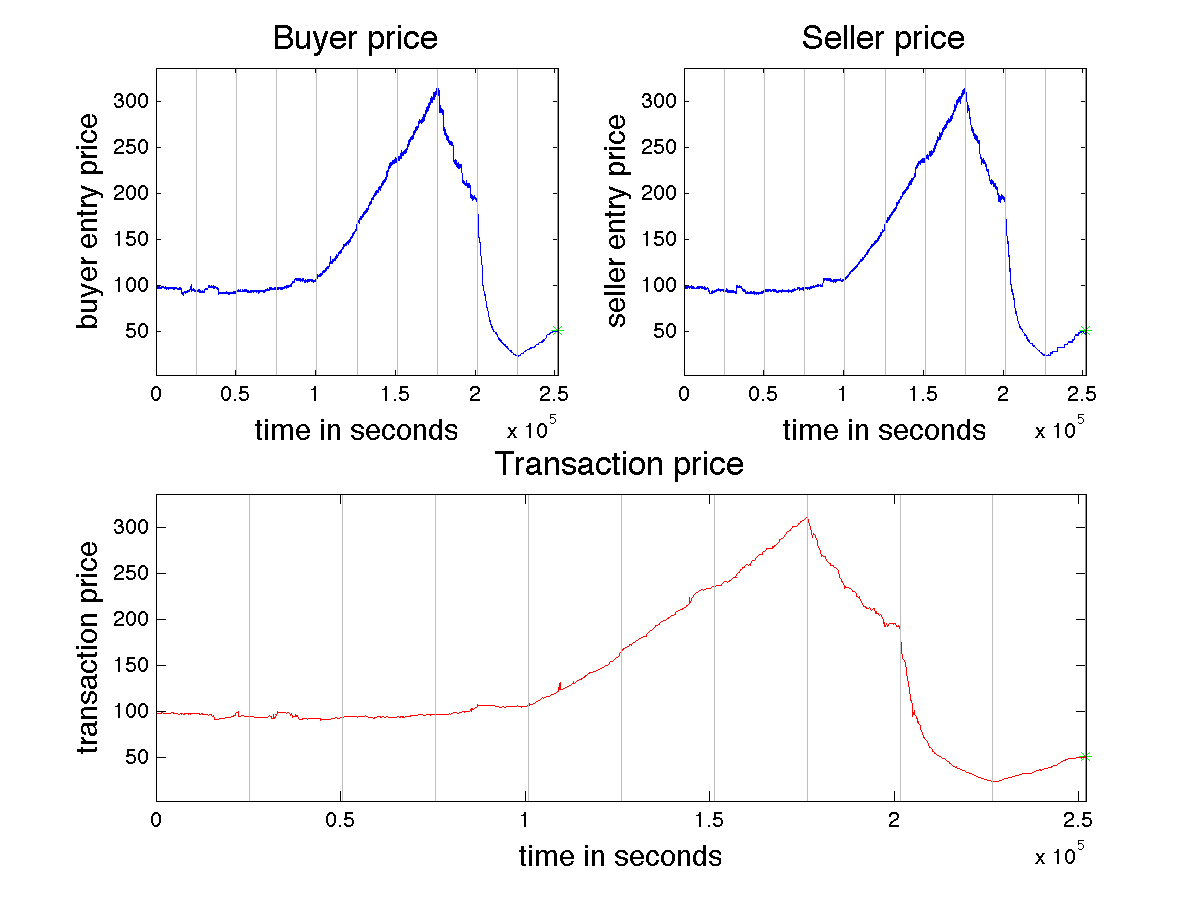 Buyer price
buyer entry price
300
250
200
150
100
50
0 0.5 1 1.5 2 2.5
time in seconds
x 10^5
Seller price
seller entry price
300
250
200
150
100
50
0 0.5 1 1.5 2 2.5
time in seconds
x 10^5
Transaction price
transaction price
300
250
200
150
100
50
0 0.5 1 1.5 2 2.5
time in seconds
x 10^5